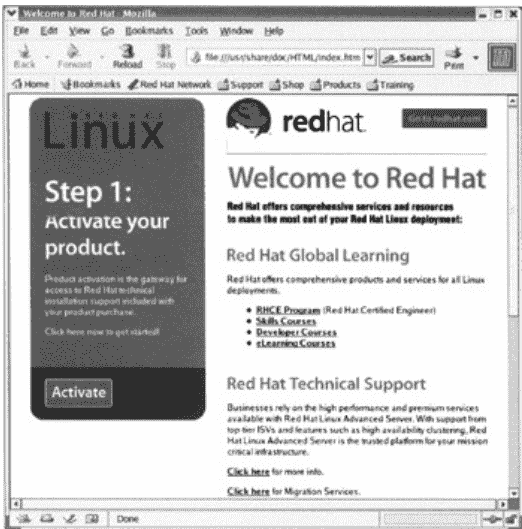 Welcome to Red Hat - Mozilla
File Edit View Go Bookmarks Tools Window Help
Back Forward Reload Stop file:///usr/share/doc/HTML/index.htm Search Print
Home Bookmarks Red Hat Network Support Shop Products Training
Linux
Step 1:
Activate your
product.
Product activation is the gateway for
access to Red Hat technical
installation support included with
your product purchase.
Click here now to get started!
Activate
redhat.
Welcome to Red Hat
Red Hat offers comprehensive services and resources
to make the most out of your Red Hat Linux deployment:
Red Hat Global Learning
Red Hat offers comprehensive products and services for all Linux
deployments.
RHCE Program (Red Hat Certified Engineer)
Skills Courses
Developer Courses
eLearning Courses
Red Hat Technical Support
Businesses rely on the high performance and premium services
available with Red Hat Linux Advanced Server. With support from
top tier ISVs and features such as high availability clustering, Red
Hat Linux Advanced Server is the trusted platform for your mission
critical infrastructure.
Click here for more info.
Click here for Migration Services.
Done